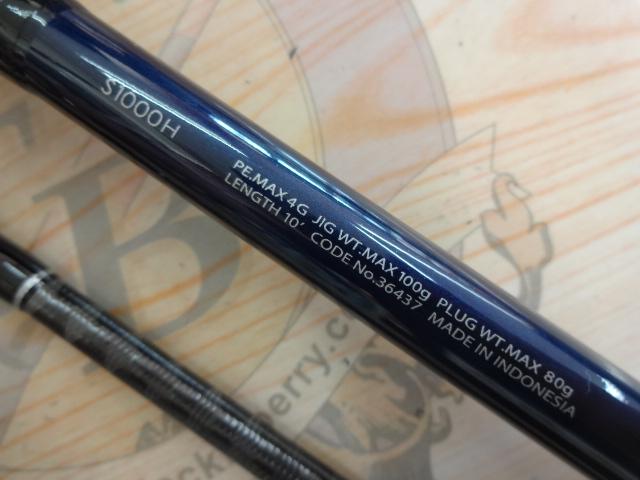 S1000H
PE.MAX 4G JIG WT.MAX 100g PLUG WT.MAX 80g
LENGTH 10' CODE No.36437 MADE IN INDONESIA